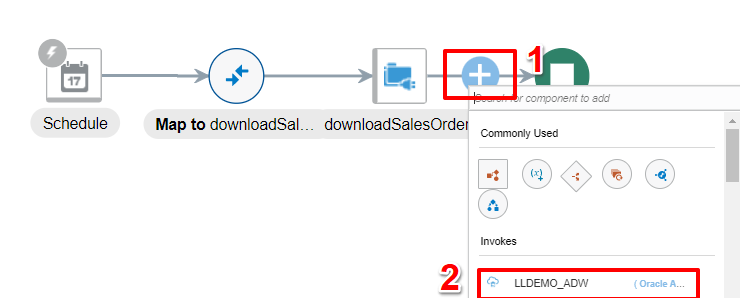 1
17
Search for component to add
Schedule
Map to downloadSal...
downloadSalesOrder
Commonly Used
(x)
Invokes
2
LLDEMO_ADW
( Oracle A...